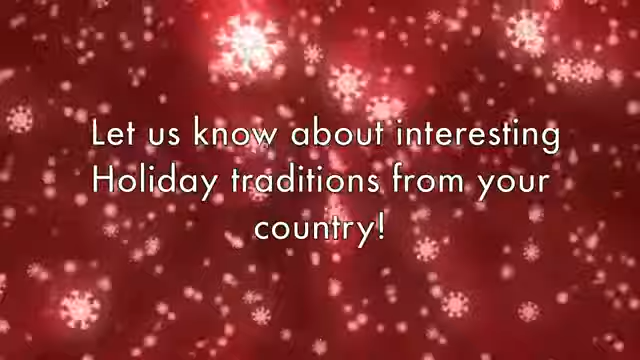 Let us know about interesting
Holiday traditions from your
country!